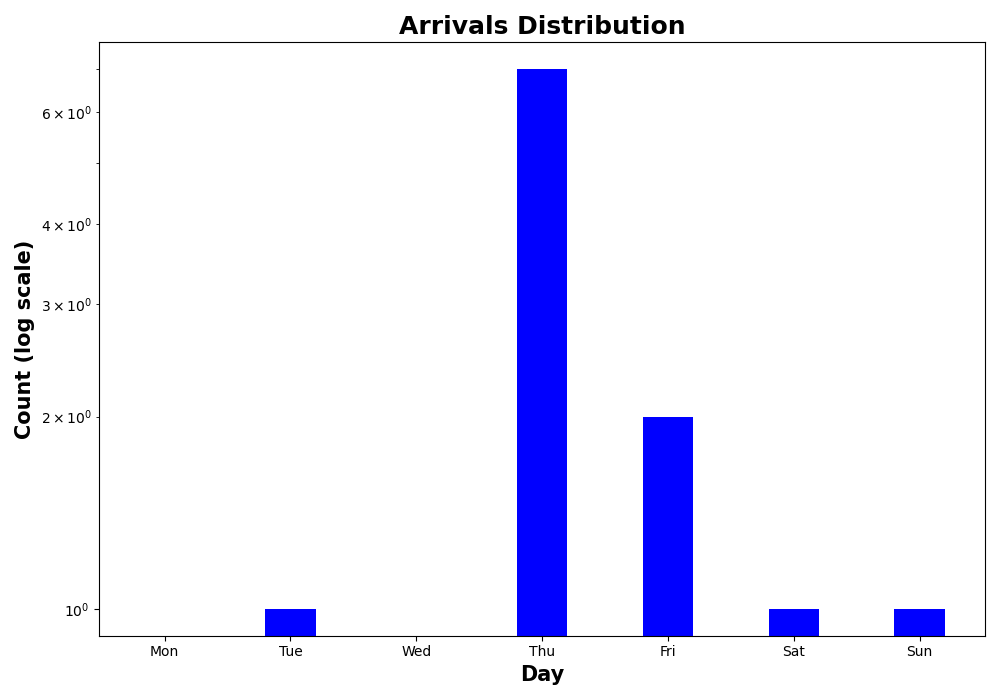 Arrivals Distribution
Count (log scale)
6 × 10⁰
4 × 10⁰
3 × 10⁰
2 × 10⁰
10⁰
Mon Tue Wed Thu Fri Sat Sun
Day